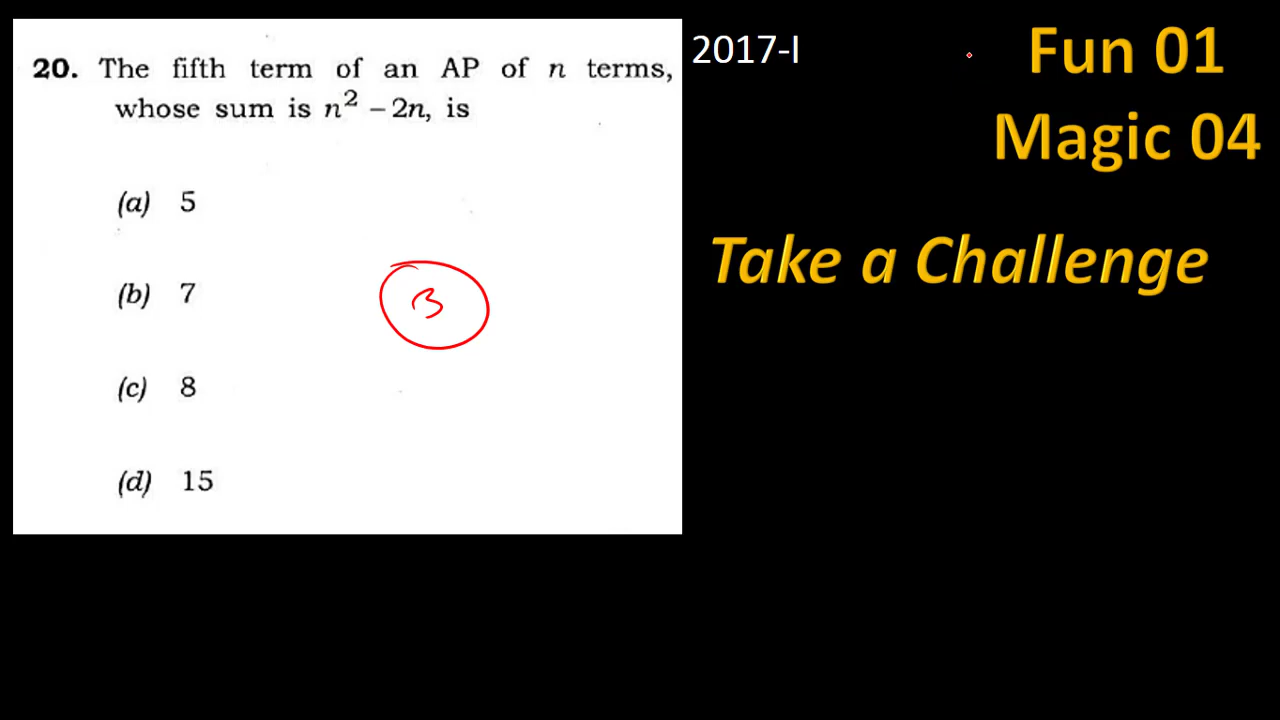 20. The fifth term of an AP of n terms,
whose sum is n² – 2n, is
(a) 5
(b) 7
(c) 8
(d) 15
B
2017-I
Fun 01
Magic 04
Take a Challenge